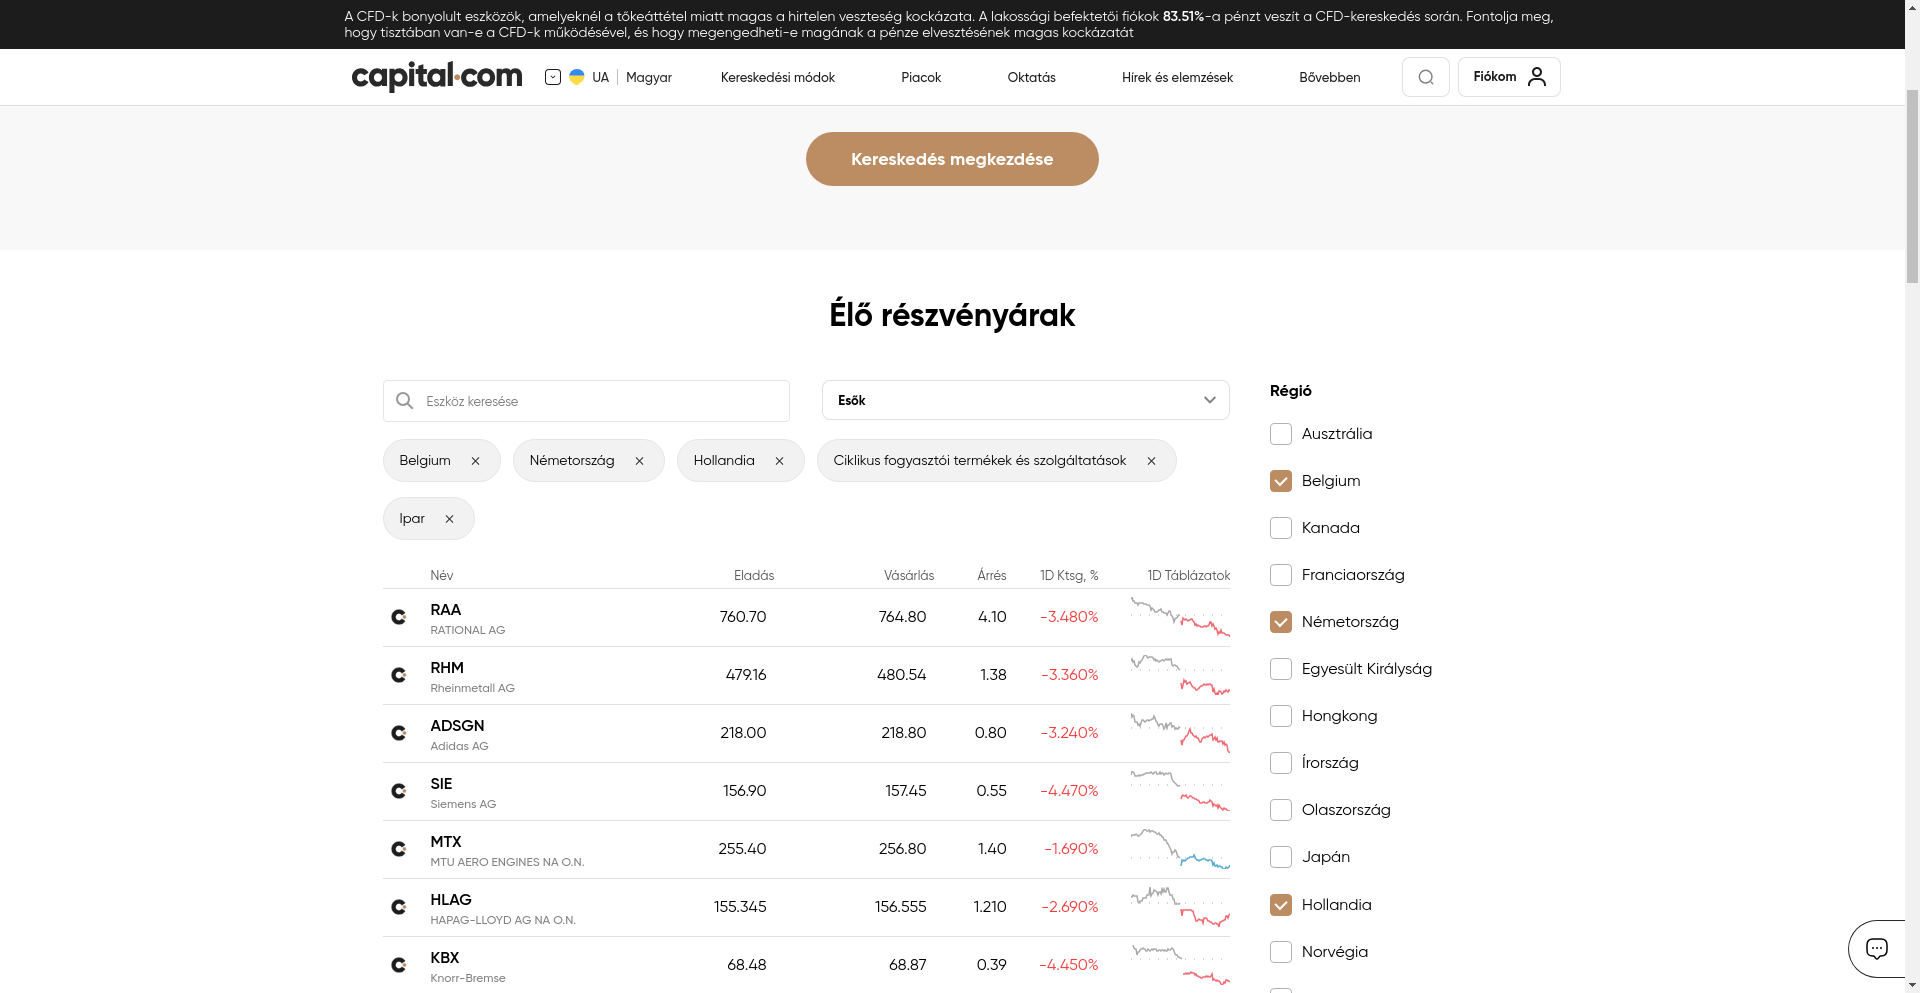 A CFD-k bonyolult eszközök, amelyeknél a tőkeáttétel miatt magas a hirtelen veszteség kockázata. A lakossági befektetői fiókok 83.51%-a pénzt veszít a CFD-kereskedés során. Fontolja meg,
hogy tisztában van-e a CFD-k működésével, és hogy megengedheti-e magának a pénze elvesztésének magas kockázatát
capital.com UA Magyar Kereskedési módok Piacok Oktatás Hírek és elemzések Bővebben Fiókom
Kereskedés megkezdése
Élő részvényárak
Eszköz keresése
Esők
Belgium × Németország × Hollandia × Ciklikus fogyasztói termékek és szolgáltatások ×
Ipar ×
Név Eladás Vásárlás Árrés 1D Ktsg, % 1D Táblázatok
RAA 760.70 764.80 4.10 -3.480%
RATIONAL AG
RHM 479.16 480.54 1.38 -3.360%
Rheinmetall AG
ADSGN 218.00 218.80 0.80 -3.240%
Adidas AG
SIE 156.90 157.45 0.55 -4.470%
Siemens AG
MTX 255.40 256.80 1.40 -1.690%
MTU AERO ENGINES NA O.N.
HLAG 155.345 156.555 1.210 -2.690%
HAPAG-LLOYD AG NA O.N.
KBX 68.48 68.87 0.39 -4.450%
Knorr-Bremse
Régió
Ausztrália
Belgium
Kanada
Franciaország
Németország
Egyesült Királyság
Hongkong
Írország
Olaszország
Japán
Hollandia
Norvégia